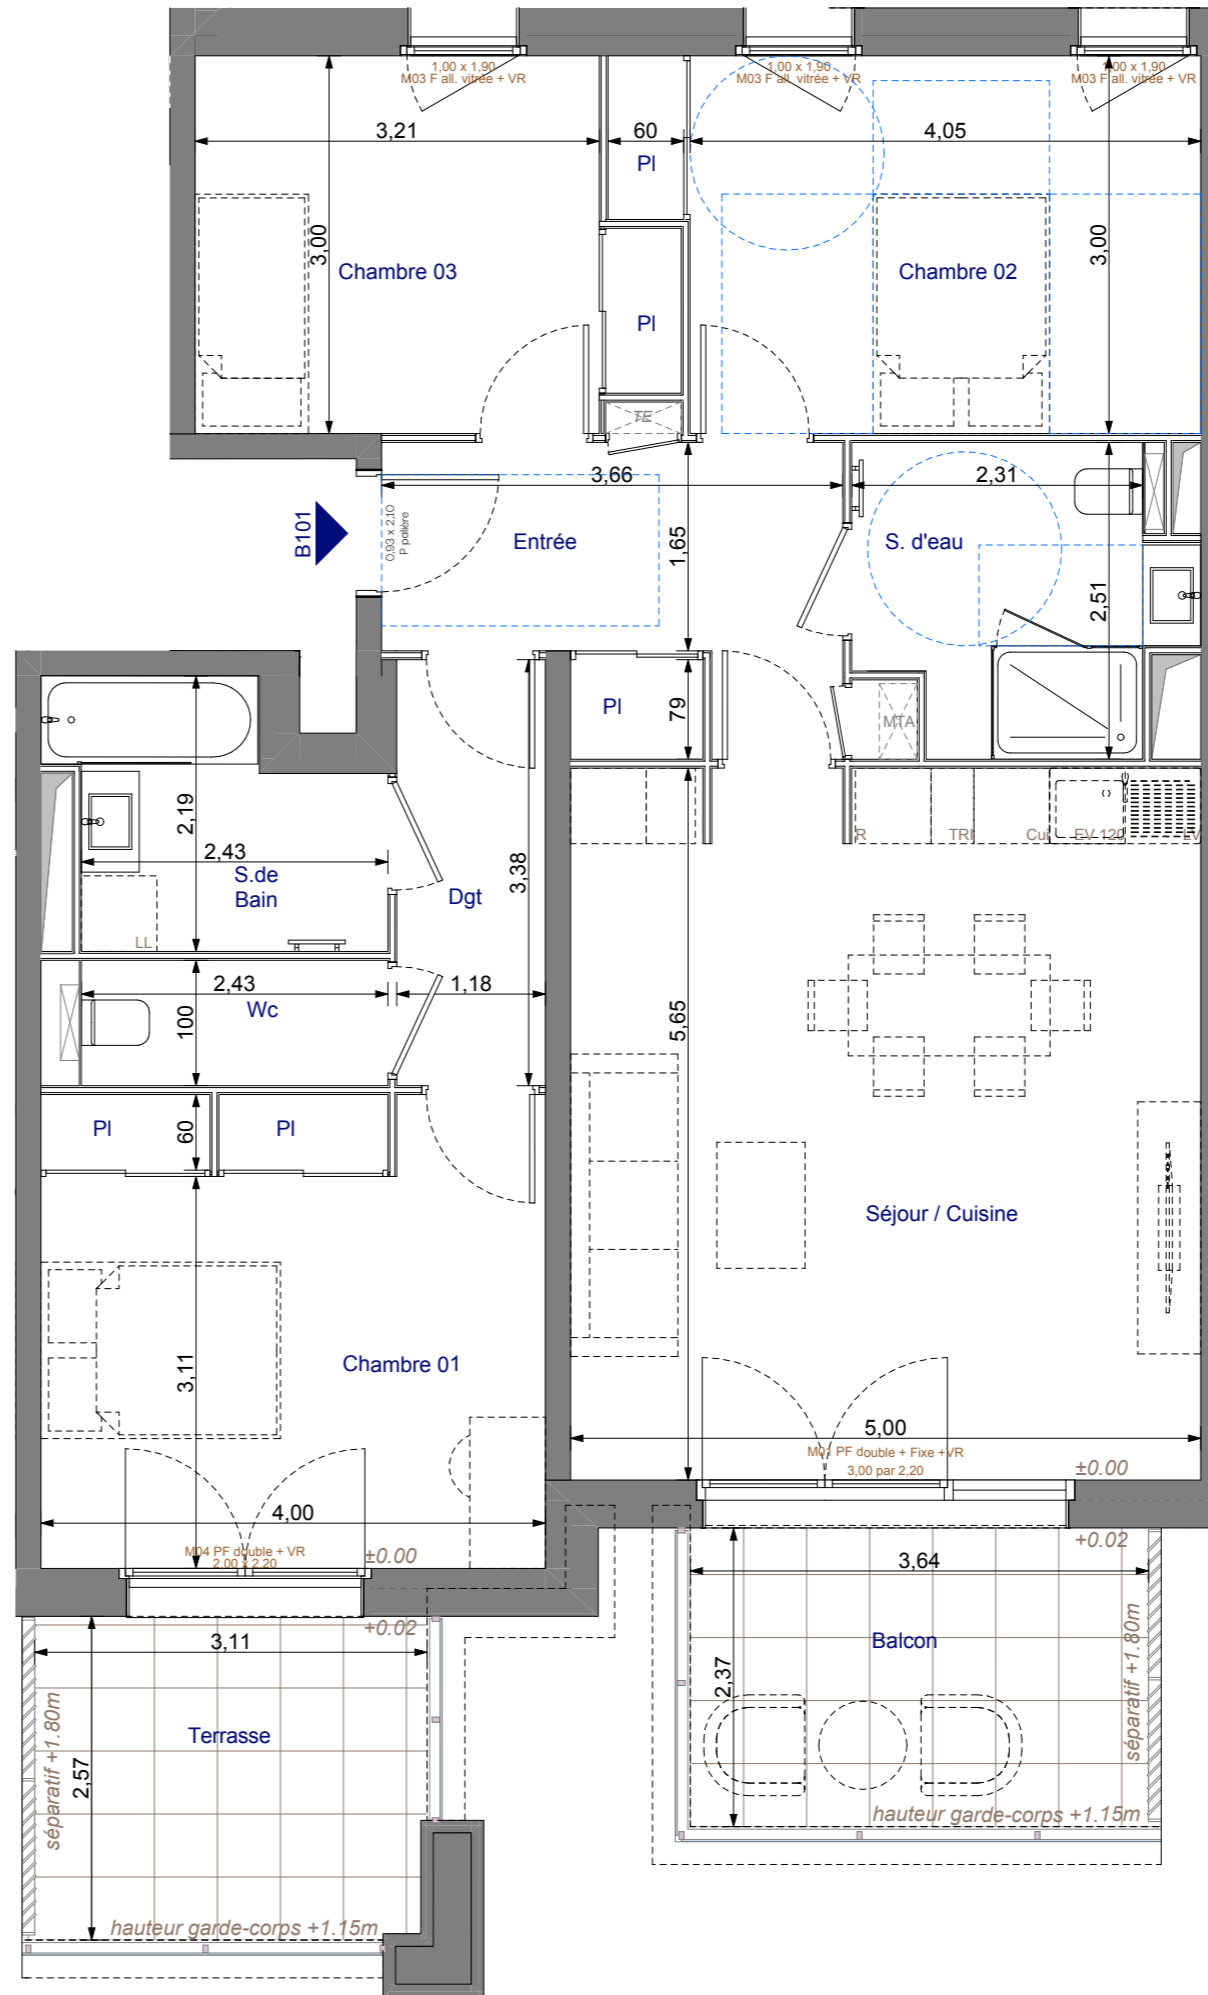 1,00 x 1,90
M03 F all. vitrée + VR
1,00 x 1,90
M03 F all. vitrée + VR
1,00 x 1,90
M03 F all. vitrée + VR
3,21
60
4,05
Pl
3,00
Chambre 03
Chambre 02
3,00
Pl
TE
3,66
2,31
B101
0,93 x 2,10
P palière
Entrée
1,65
S. d'eau
2,51
Pl
79
MTA
2,19
2,43
S.de
Bain
LL
3,38
Dgt
R
TRI
Cui
EV 120
LV
2,43
Wc
100
1,18
5,65
Pl
60
Pl
Séjour / Cuisine
3,11
Chambre 01
5,00
M01 PF double + Fixe +VR
3,00 par 2,20
±0.00
4,00
M04 PF double + VR
2,00 x 2,20
±0.00
+0.02
3,64
+0.02
3,11
Balcon
2,37
séparatif +1.80m
Terrasse
2,57
séparatif +1.80m
hauteur garde-corps +1.15m
hauteur garde-corps +1.15m